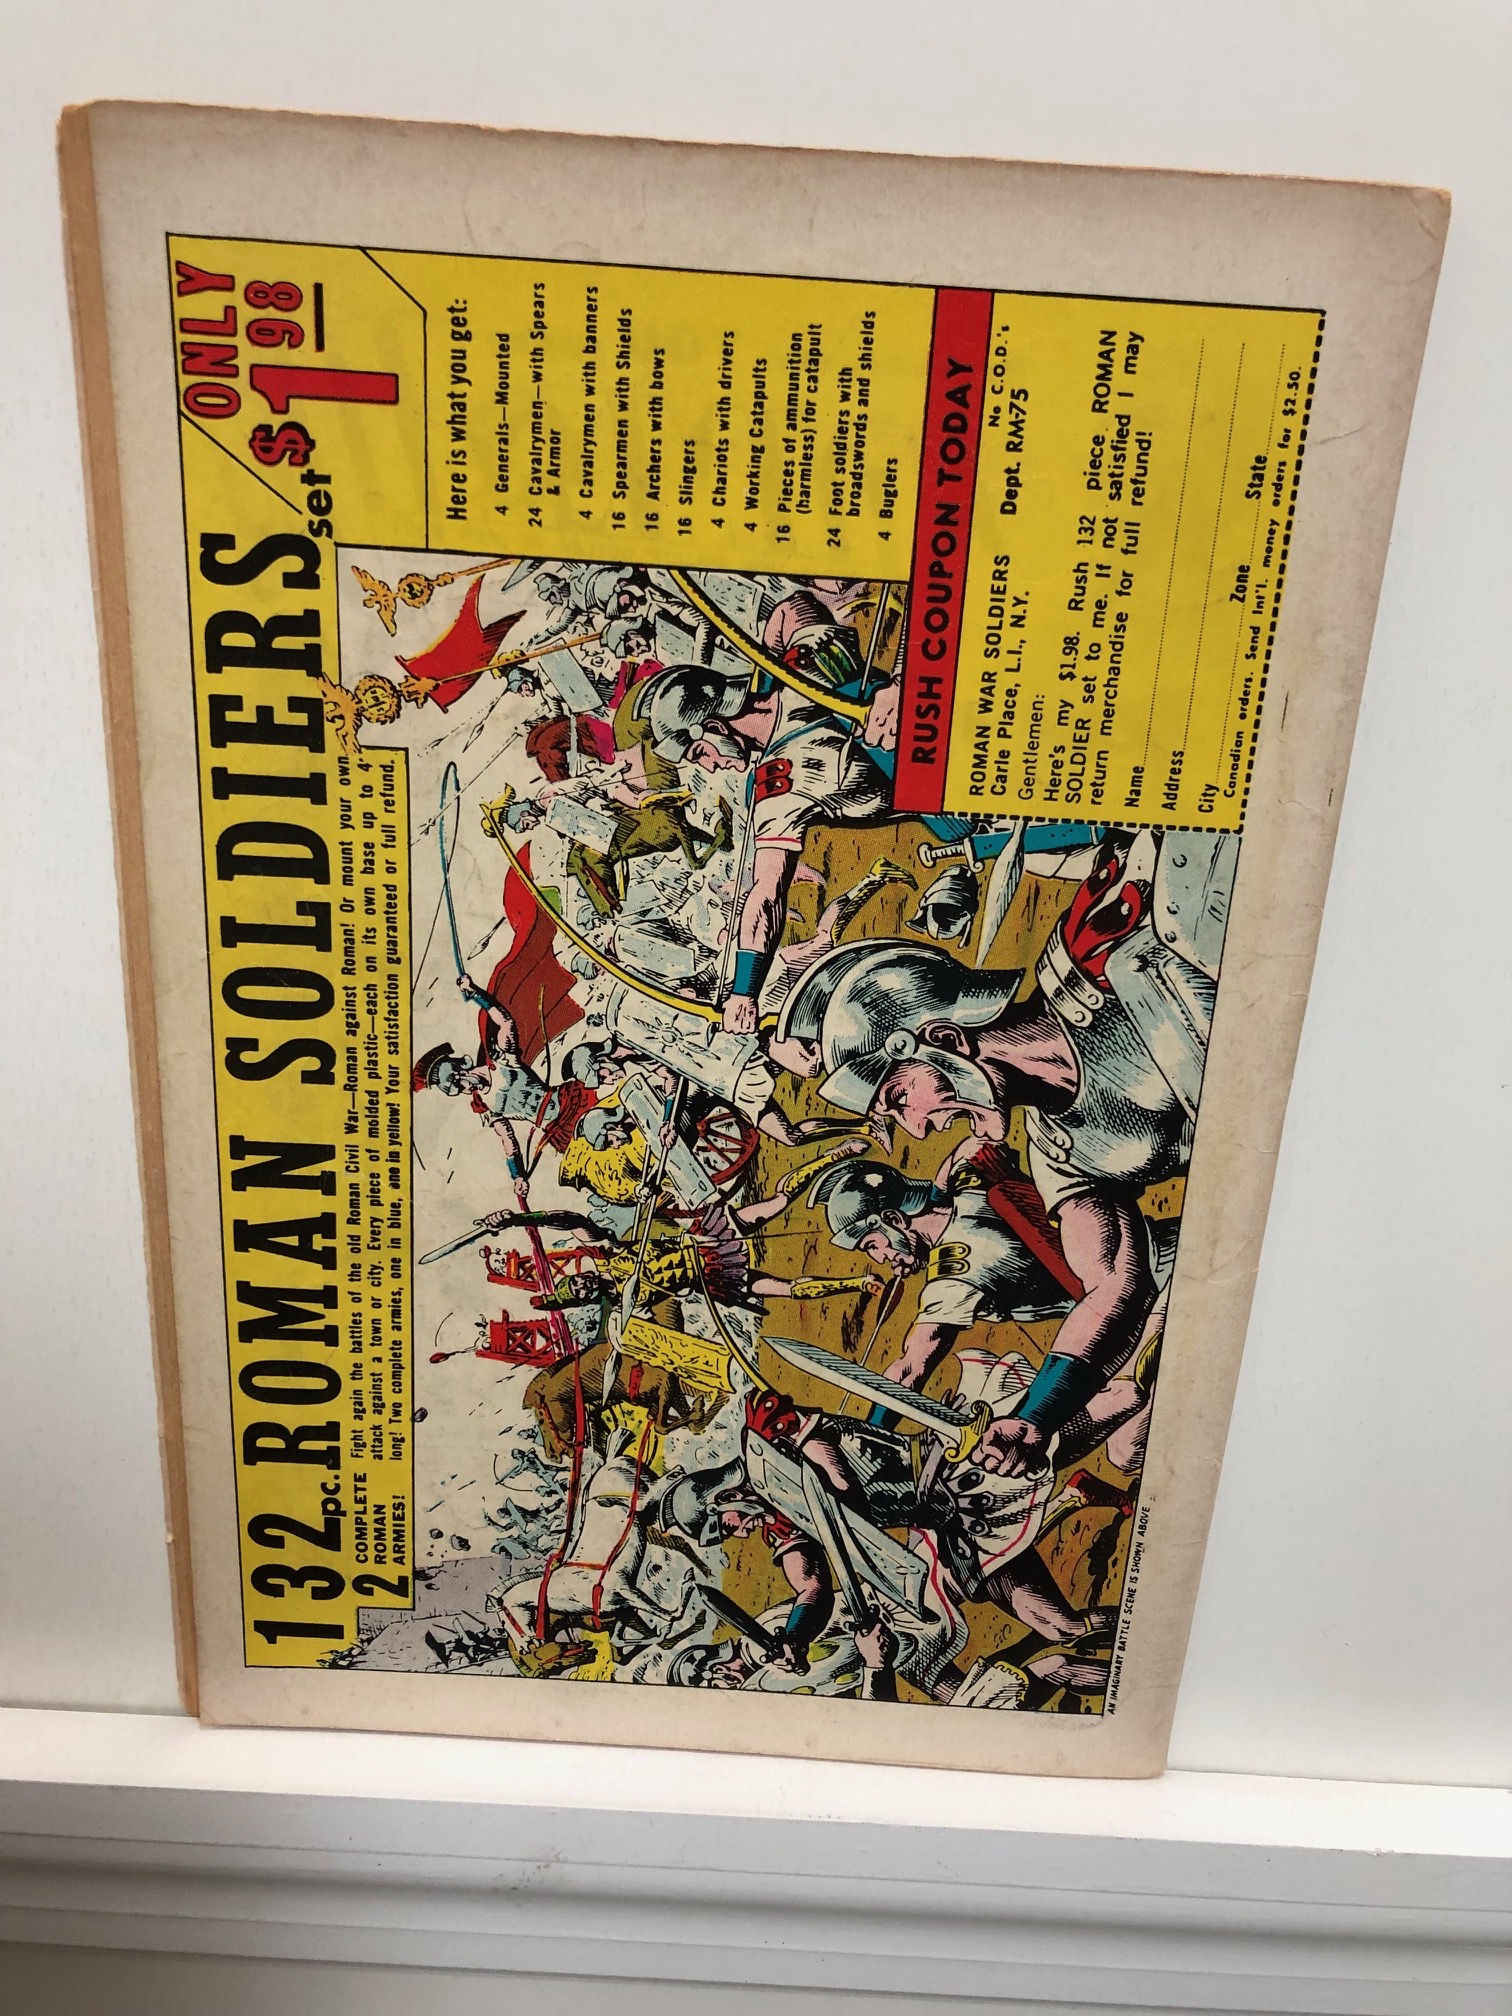 132 pc. ROMAN SOLDIERS set
ONLY
$1 98
2 COMPLETE
ROMAN
ARMIES!
Fight again the battles of the old Roman Civil War—Roman against Roman! Or mount your own
attack against a town or city. Every piece of molded plastic—each on its own base up to 4"
long! Two complete armies, one in blue, one in yellow! Your satisfaction guaranteed or full refund.
Here is what you get:
4 Generals—Mounted
24 Cavalrymen—with Spears
& Armor
4 Cavalrymen with banners
16 Spearmen with Shields
16 Archers with bows
16 Slingers
4 Chariots with drivers
4 Working Catapults
16 Pieces of ammunition
(harmless) for catapult
24 Foot soldiers with
broadswords and shields
4 Buglers
RUSH COUPON TODAY
No C.O.D.'s
ROMAN WAR SOLDIERS Dept. RM-75
Carle Place, L.I., N.Y.
Gentlemen:
Here's my $1.98. Rush 132 piece ROMAN
SOLDIER set to me. If not satisfied I may
return merchandise for full refund!
Name
Address
City Zone State
Canadian orders. Send Int'l. money orders for $2.50.
AN IMAGINARY BATTLE SCENE IS SHOWN ABOVE